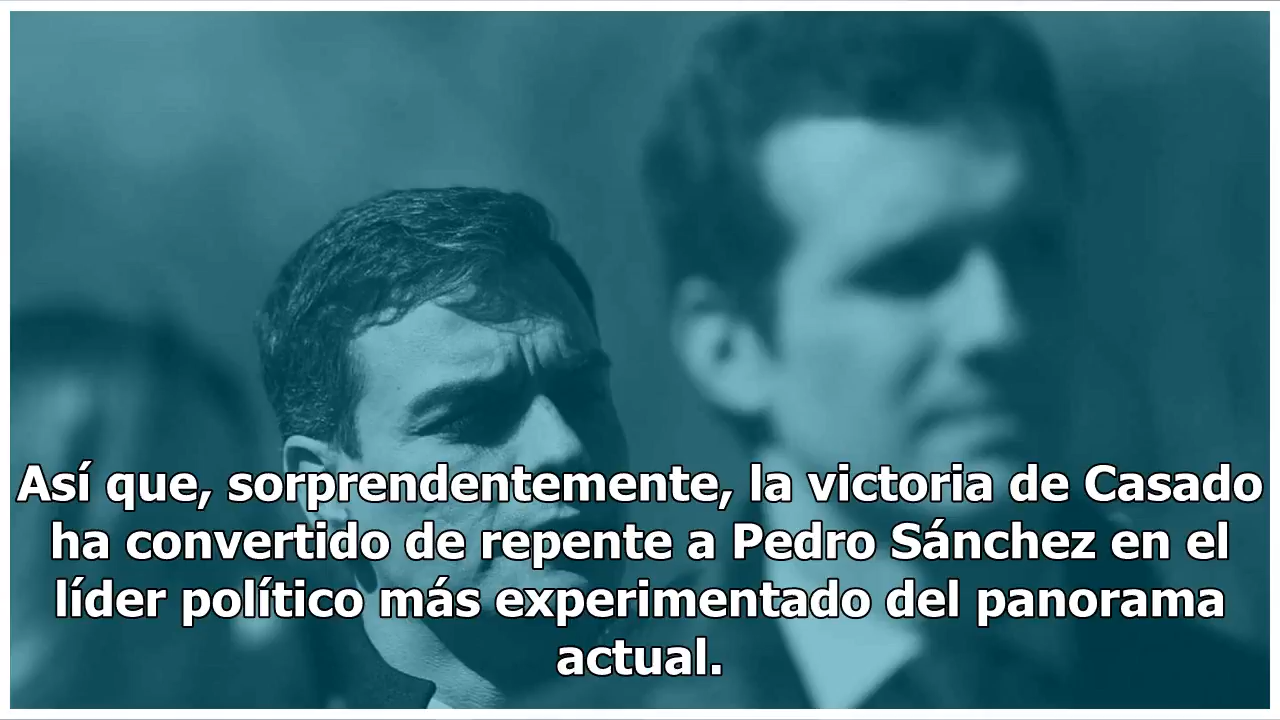 Así que, sorprendentemente, la victoria de Casado
ha convertido de repente a Pedro Sánchez en el
líder político más experimentado del panorama
actual.